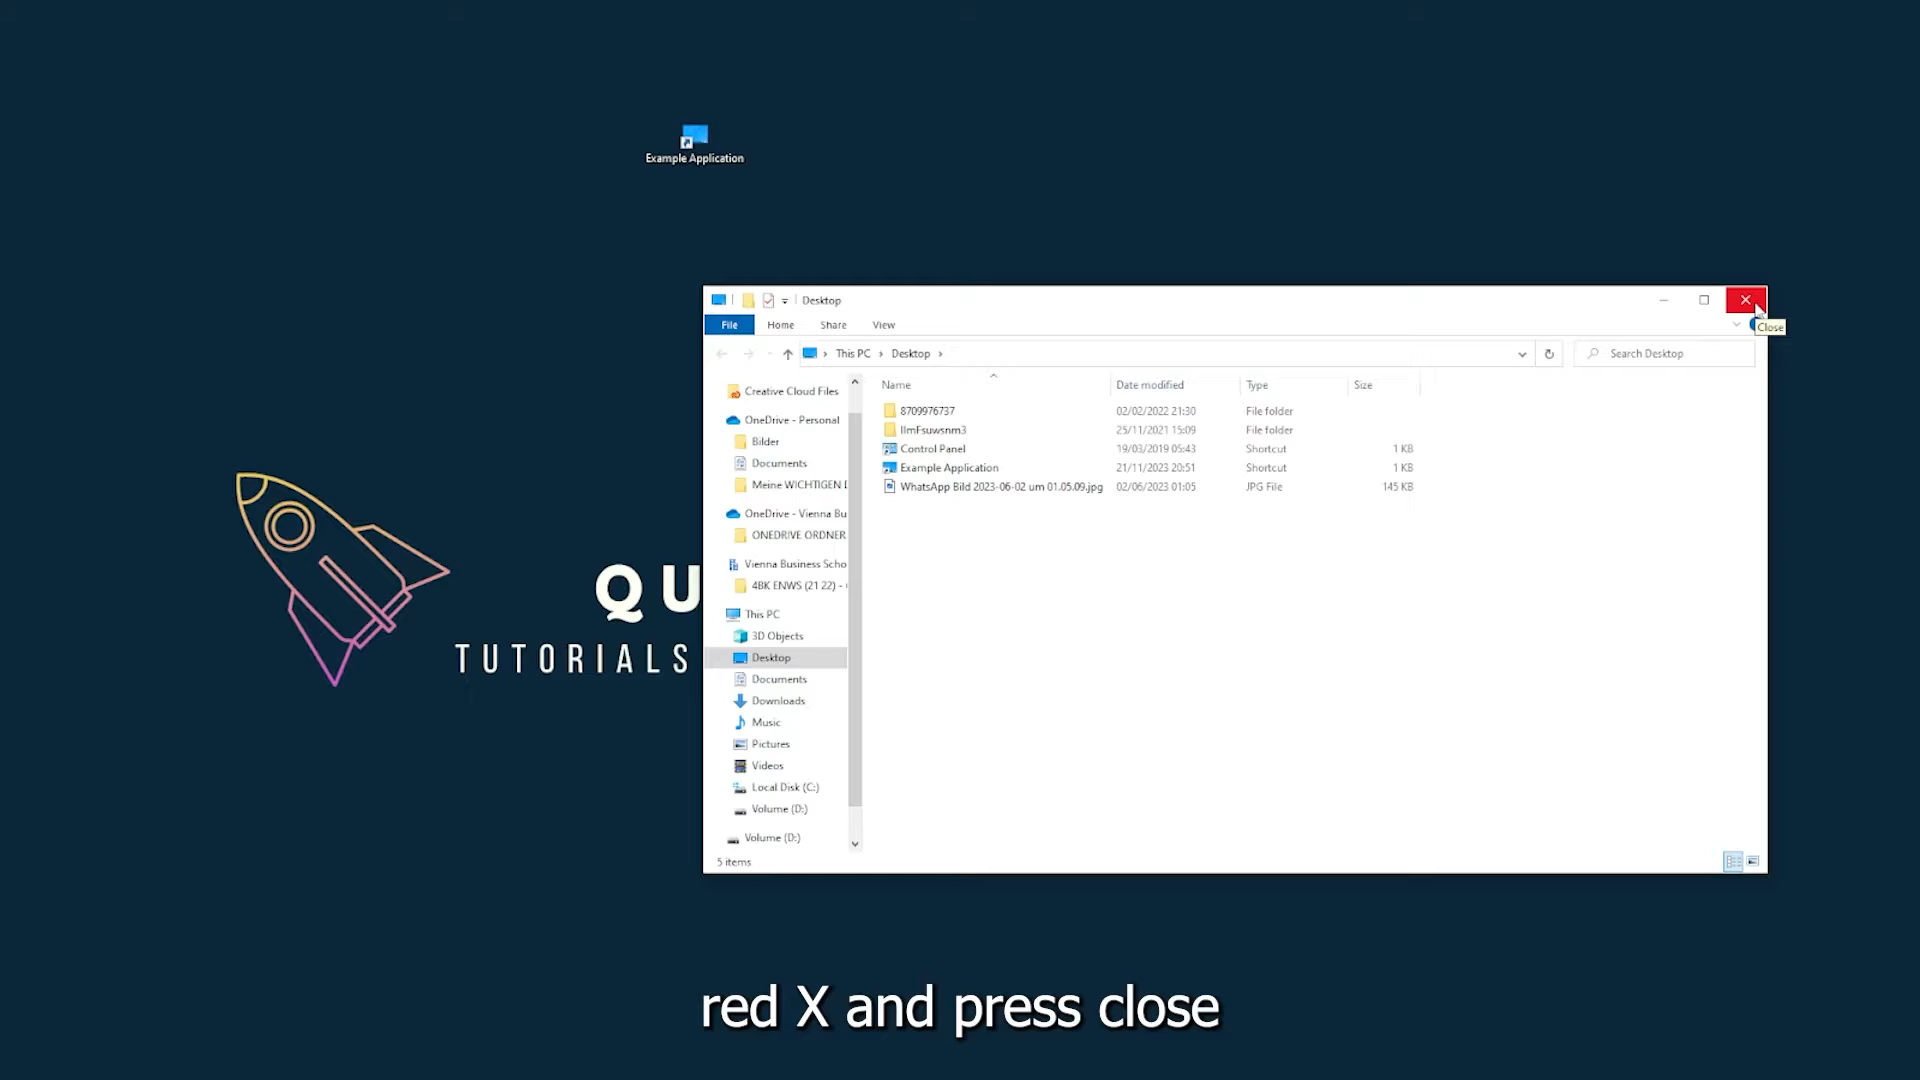 Example Application
Desktop
Close
File Home Share View
This PC Desktop
Search Desktop
Name Date modified Type Size
Creative Cloud Files
OneDrive - Personal
Bilder
Documents
Meine WICHTIGEN
OneDrive - Vienna Bu
ONEDRIVE ORDNER
Vienna Business Scho
4BK ENWS (21 22) -
This PC
3D Objects
Desktop
Documents
Downloads
Music
Pictures
Videos
Local Disk (C:)
Volume (D:)
Volume (D:)
8709976737 02/02/2022 21:30 File folder
25/11/2021 15:09 File folder
Control Panel 19/03/2019 05:43 Shortcut 1 KB
Example Application 21/11/2023 20:51 Shortcut 1 KB
WhatsApp Bild 2023-06-02 um 01.05.09.jpg 02/06/2023 01:05 JPG File 145 KB
5 items
QU
TUTORIALS
red X and press close